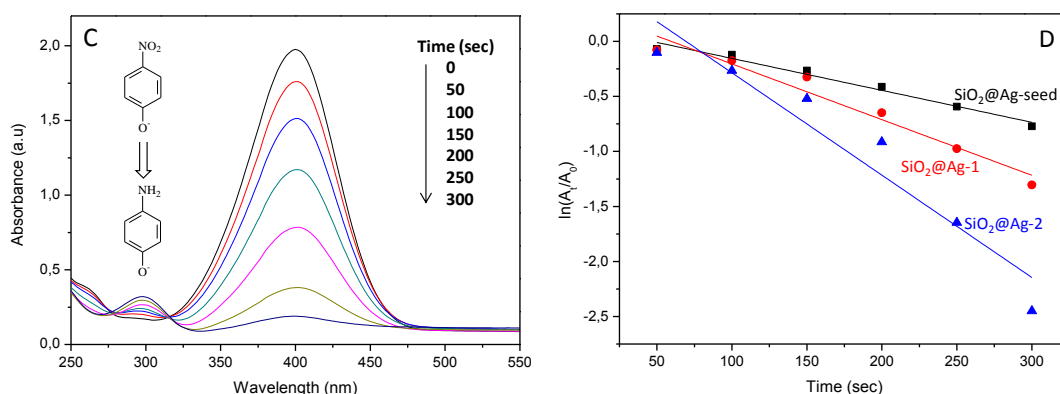 C
NO2
O-
NH2
O-
Time (sec)
0
50
100
150
200
250
300
2,0
1,5
1,0
0,5
0,0
Absorbance (a.u)
250 300 350 400 450 500 550
Wavelength (nm)
D
0,0
-0,5
-1,0
-1,5
-2,0
-2,5
ln(At/A0)
SiO2@Ag-seed
SiO2@Ag-1
SiO2@Ag-2
50 100 150 200 250 300
Time (sec)